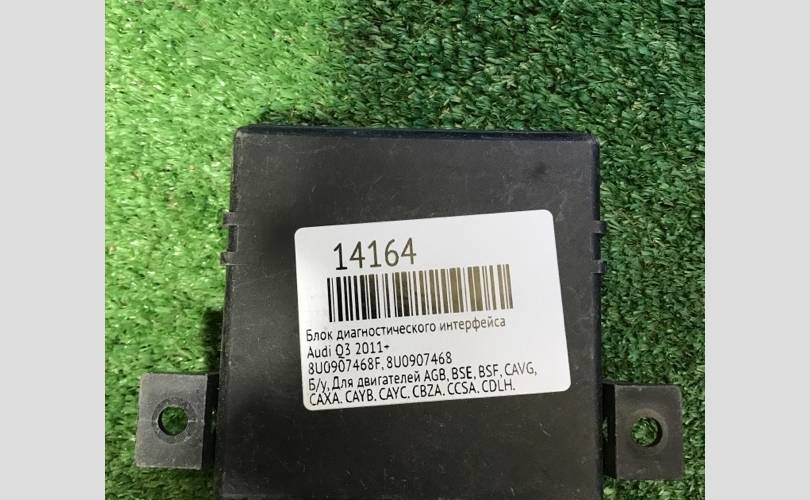 14164
Блок диагностического интерфейса
Audi Q3 2011+
8U0907468F, 8U0907468
Б/у, Для двигателей AGB, BSE, BSF, CAVG,
CAXA, CAYB, CAYC, CBZA, CCSA, CDLH,